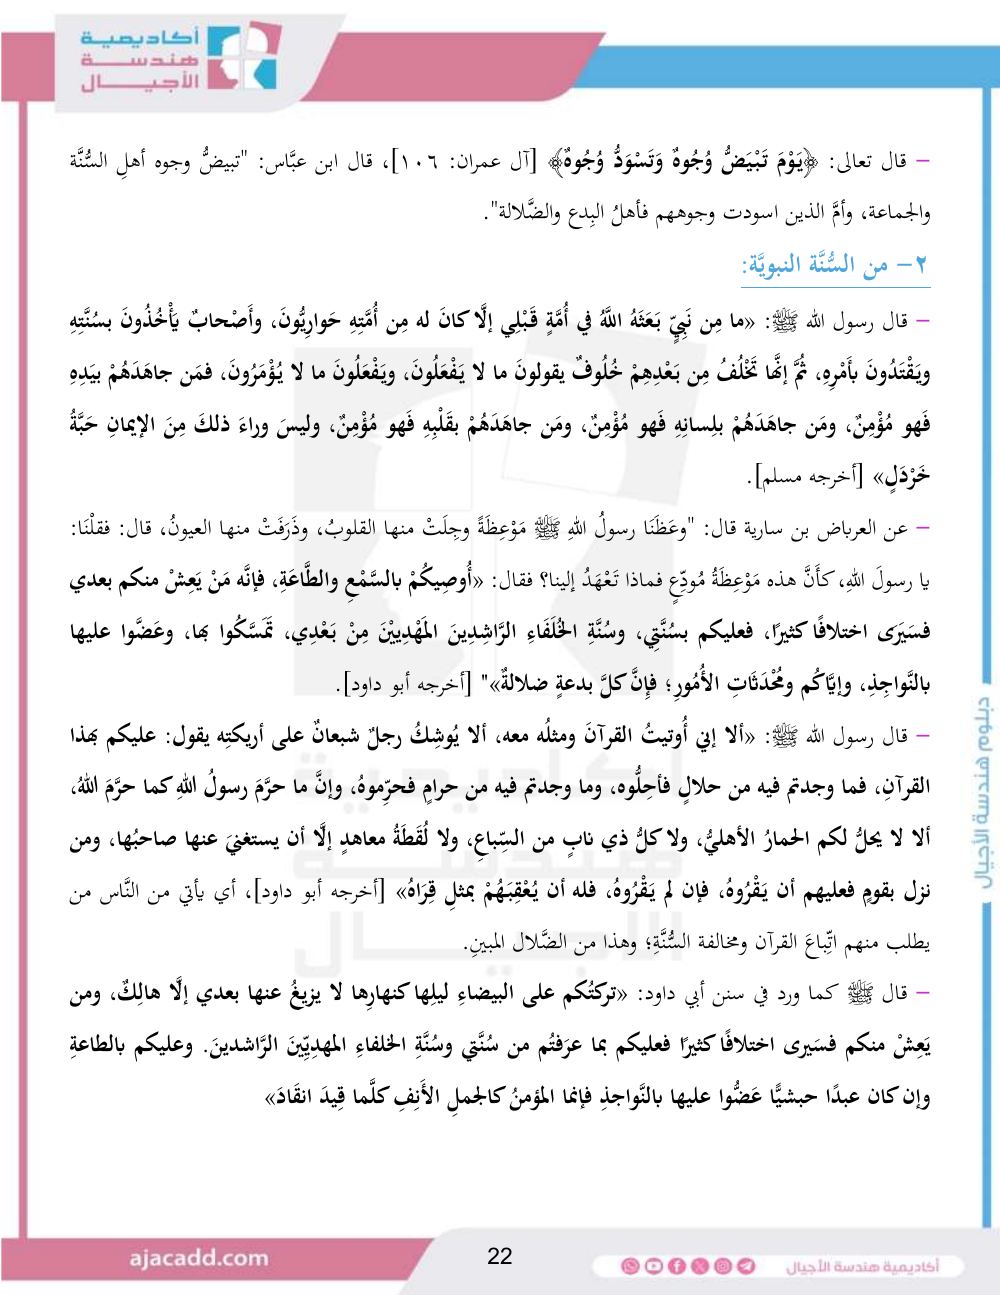 أكاديمية
هندسة
الأجيال
– قال تعالى: ﴿يَوْمَ تَبْيَضُّ وُجُوهٌ وَتَسْوَدُّ وُجُوهٌ﴾ [آل عمران: ١٠٦]، قال ابن عبَّاس: "تبيضُّ وجوه أهلِ السُّنَّة
والجماعة، وأمَّ الذين اسودت وجوههم فأهلُ البِدع والضَّلالة".
٢– من السُّنَّة النبويَّة:
– قال رسول الله ﷺ: «ما مِن نَبِيٍّ بَعَثَهُ اللَّهُ في أُمَّةٍ قَبْلِي إلَّا كانَ له مِن أُمَّتِهِ حَوارِيُّونَ، وأَصْحابٌ يَأْخُذُونَ بسُنَّتِهِ
ويَقْتَدُونَ بأَمْرِهِ، ثُمَّ إنَّها تَخْلُفُ مِن بَعْدِهِمْ خُلُوفٌ يقولونَ ما لا يَفْعَلُونَ، ويَفْعَلُونَ ما لا يُؤْمَرُونَ، فمَن جاهَدَهُمْ بيَدِهِ
فَهو مُؤْمِنٌ، ومَن جاهَدَهُمْ بلِسانِهِ فَهو مُؤْمِنٌ، ومَن جاهَدَهُمْ بقَلْبِهِ فَهو مُؤْمِنٌ، وليسَ وراءَ ذلكَ مِنَ الإيمانِ حَبَّةُ
خَرْدَلٍ» [أخرجه مسلم].
– عن العرباض بن سارية قال: "وعَظَنَا رسولُ اللهِ ﷺ مَوْعِظَةً وجِلَتْ منها القلوبُ، وذَرَفَتْ منها العيونُ، قال: فقلْنَا:
يا رسولَ اللهِ، كأَنَّ هذه مَوْعِظَةُ مُودِّعٍ فماذا تَعْهَدُ إلينا؟ فقال: «أُوصِيكُمْ بالسَّمْعِ والطَّاعَةِ، فإنَّه مَنْ يَعِشْ منكم بعدي
فسَيَرَى اختلافًا كثيرًا، فعليكم بسُنَّتِي، وسُنَّةِ الخُلَفَاءِ الرَّاشِدِينَ المَهْدِيِيْنَ مِنْ بَعْدِي، تَمَسَّكُوا بها، وعَضَّوا عليها
بالنَّواجِذِ، وإيَّاكُم ومُحْدَثَاتِ الأُمُورِ؛ فإِنَّ كلَّ بدعةٍ ضلالةٌ»" [أخرجه أبو داود].
– قال رسول الله ﷺ: «ألا إني أُوتيتُ القرآنَ ومثلُه معه، ألا يُوشِكُ رجلٌ شبعانٌ على أريكتِه يقول: عليكم بهذا
القرآنِ، فما وجدتم فيه من حلالٍ فأحِلُّوه، وما وجدتم فيه من حرامٍ فحرّموهُ، وإنَّ ما حرَّمَ رسولُ اللهِ كما حرَّمَ اللهُ،
ألا لا يحلُّ لكم الحمارُ الأهليُّ، ولا كلُّ ذي نابٍ من السّباعِ، ولا لُقَطَةُ معاهدٍ إلَّا أن يستغنيَ عنها صاحبُها، ومن
نزل بقومٍ فعليهم أن يَقْرُوهُ، فإن لم يَقْرُوهُ، فله أن يُعْقِبَهُمْ بمثلِ قِرَاهُ» [أخرجه أبو داود]، أي يأتي من النَّاس من
يطلب منهم اتِّباعَ القرآن ومخالفة السُّنَّةِ؛ وهذا من الضَّلال المبينِ.
– قال ﷺ كما ورد في سنن أبي داود: «تركتُكم على البيضاءِ ليلِها كنهارِها لا يزيغُ عنها بعدي إلَّا هالِكٌ، ومن
يَعِشْ منكم فسَيرى اختلافًا كثيرًا فعليكم بما عرَفتُم من سُنَّتي وسُنَّةِ الخلفاءِ المهديِّينَ الرَّاشدينَ. وعليكم بالطاعةِ
وإن كان عبدًا حبشيًّا عَضُّوا عليها بالنَّواجذِ فإنما المؤمنُ كالجملِ الأَنِفِ كلَّما قِيدَ انقَادَ»
دبلوم هندسة الأجيال
ajacadd.com
22
أكاديمية هندسة الأجيال